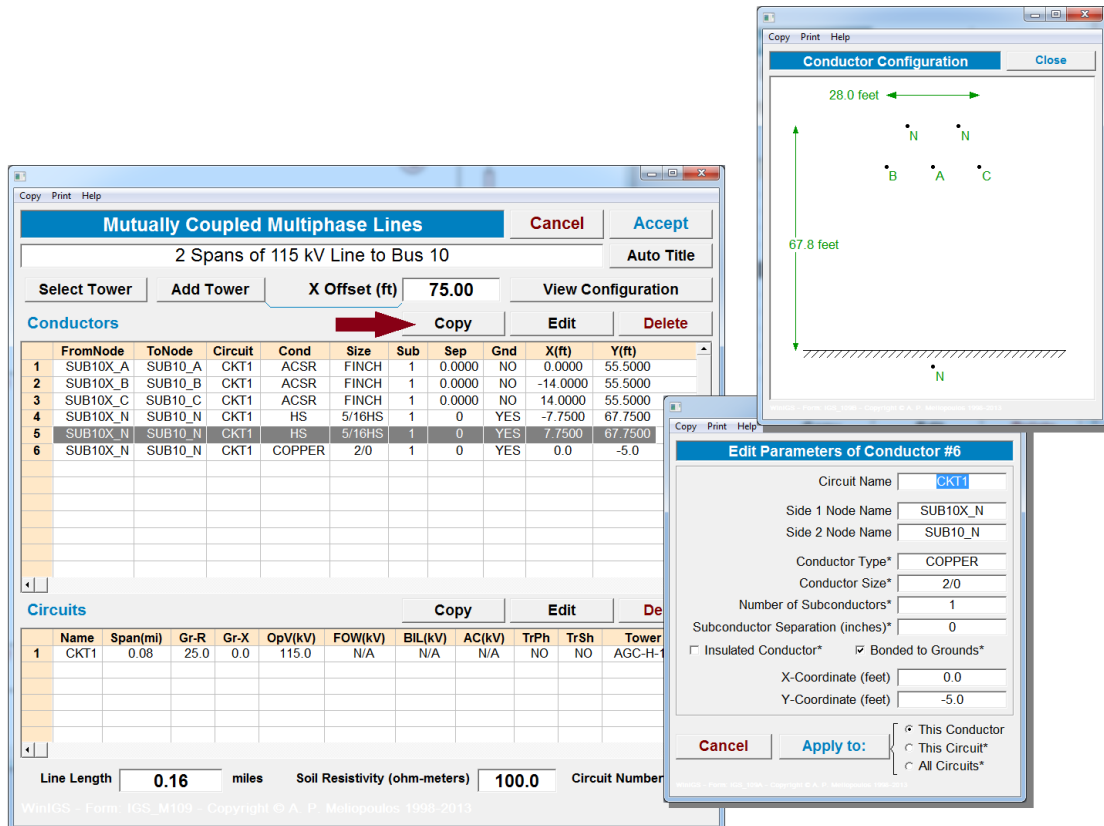 Copy Print Help
Conductor Configuration Close
28.0 feet
N N
B A C
67.8 feet
N
Copy Print Help
Mutually Coupled Multiphase Lines Cancel Accept
2 Spans of 115 kV Line to Bus 10 Auto Title
Select Tower Add Tower X Offset (ft) 75.00 View Configuration
Conductors Copy Edit Delete
FromNode ToNode Circuit Cond Size Sub Sep Gnd X(ft) Y(ft)
1 SUB10X_A SUB10_A CKT1 ACSR FINCH 1 0.0000 NO 0.0000 55.5000
2 SUB10X_B SUB10_B CKT1 ACSR FINCH 1 0.0000 NO -14.0000 55.5000
3 SUB10X_C SUB10_C CKT1 ACSR FINCH 1 0.0000 NO 14.0000 55.5000
4 SUB10X_N SUB10_N CKT1 HS 5/16HS 1 0 YES -7.7500 67.7500
5 SUB10X_N SUB10_N CKT1 HS 5/16HS 1 0 YES 7.7500 67.7500
6 SUB10X_N SUB10_N CKT1 COPPER 2/0 1 0 YES 0.0 -5.0
Circuits Copy Edit De
Name Span(mi) Gr-R Gr-X OpV(kV) FOW(kV) BIL(kV) AC(kV) TrPh TrSh Tower
1 CKT1 0.08 25.0 0.0 115.0 N/A N/A N/A NO NO AGC-H-1
Line Length 0.16 miles Soil Resistivity (ohm-meters) 100.0 Circuit Number
WinIGS - Form: IGS_M109 - Copyright © A. P. Meliopoulos 1998-2013
Copy Print Help
Edit Parameters of Conductor #6
Circuit Name CKT1
Side 1 Node Name SUB10X_N
Side 2 Node Name SUB10_N
Conductor Type* COPPER
Conductor Size* 2/0
Number of Subconductors* 1
Subconductor Separation (inches)* 0
Insulated Conductor* Bonded to Grounds*
X-Coordinate (feet) 0.0
Y-Coordinate (feet) -5.0
Cancel Apply to: This Conductor
This Circuit*
All Circuits*